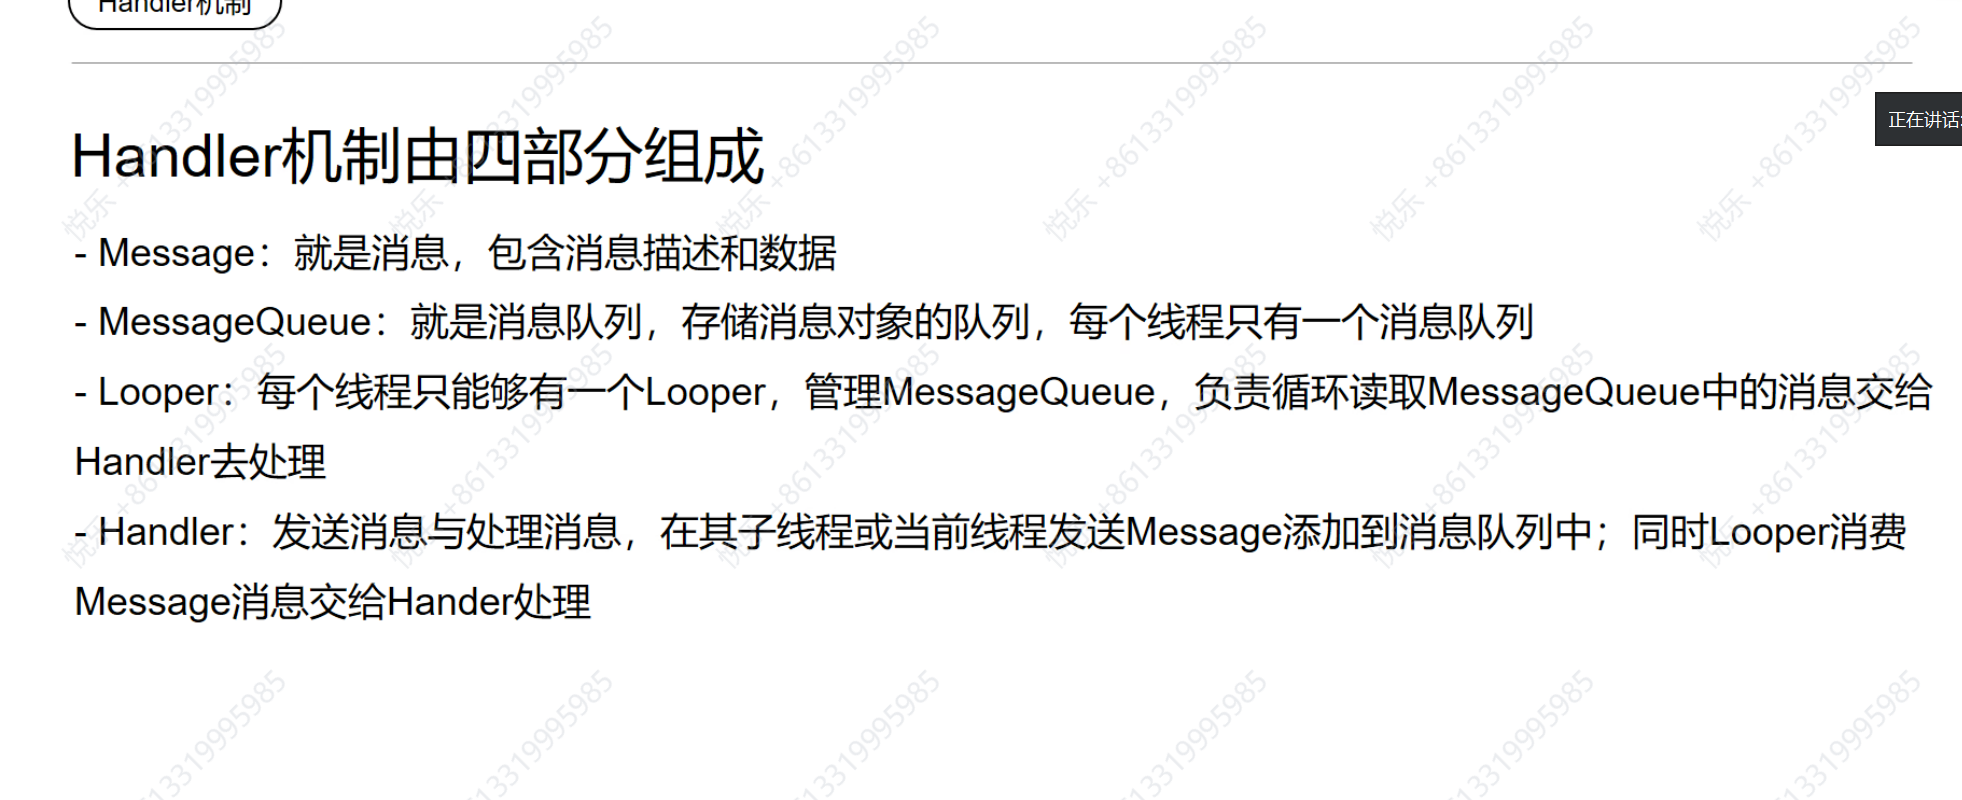 Handler机制
正在讲话:
Handler机制由四部分组成
- Message：就是消息，包含消息描述和数据
- MessageQueue：就是消息队列，存储消息对象的队列，每个线程只有一个消息队列
- Looper：每个线程只能够有一个Looper，管理MessageQueue，负责循环读取MessageQueue中的消息交给
Handler去处理
- Handler：发送消息与处理消息，在其子线程或当前线程发送Message添加到消息队列中；同时Looper消费
Message消息交给Hander处理
悦乐 +8613319995985